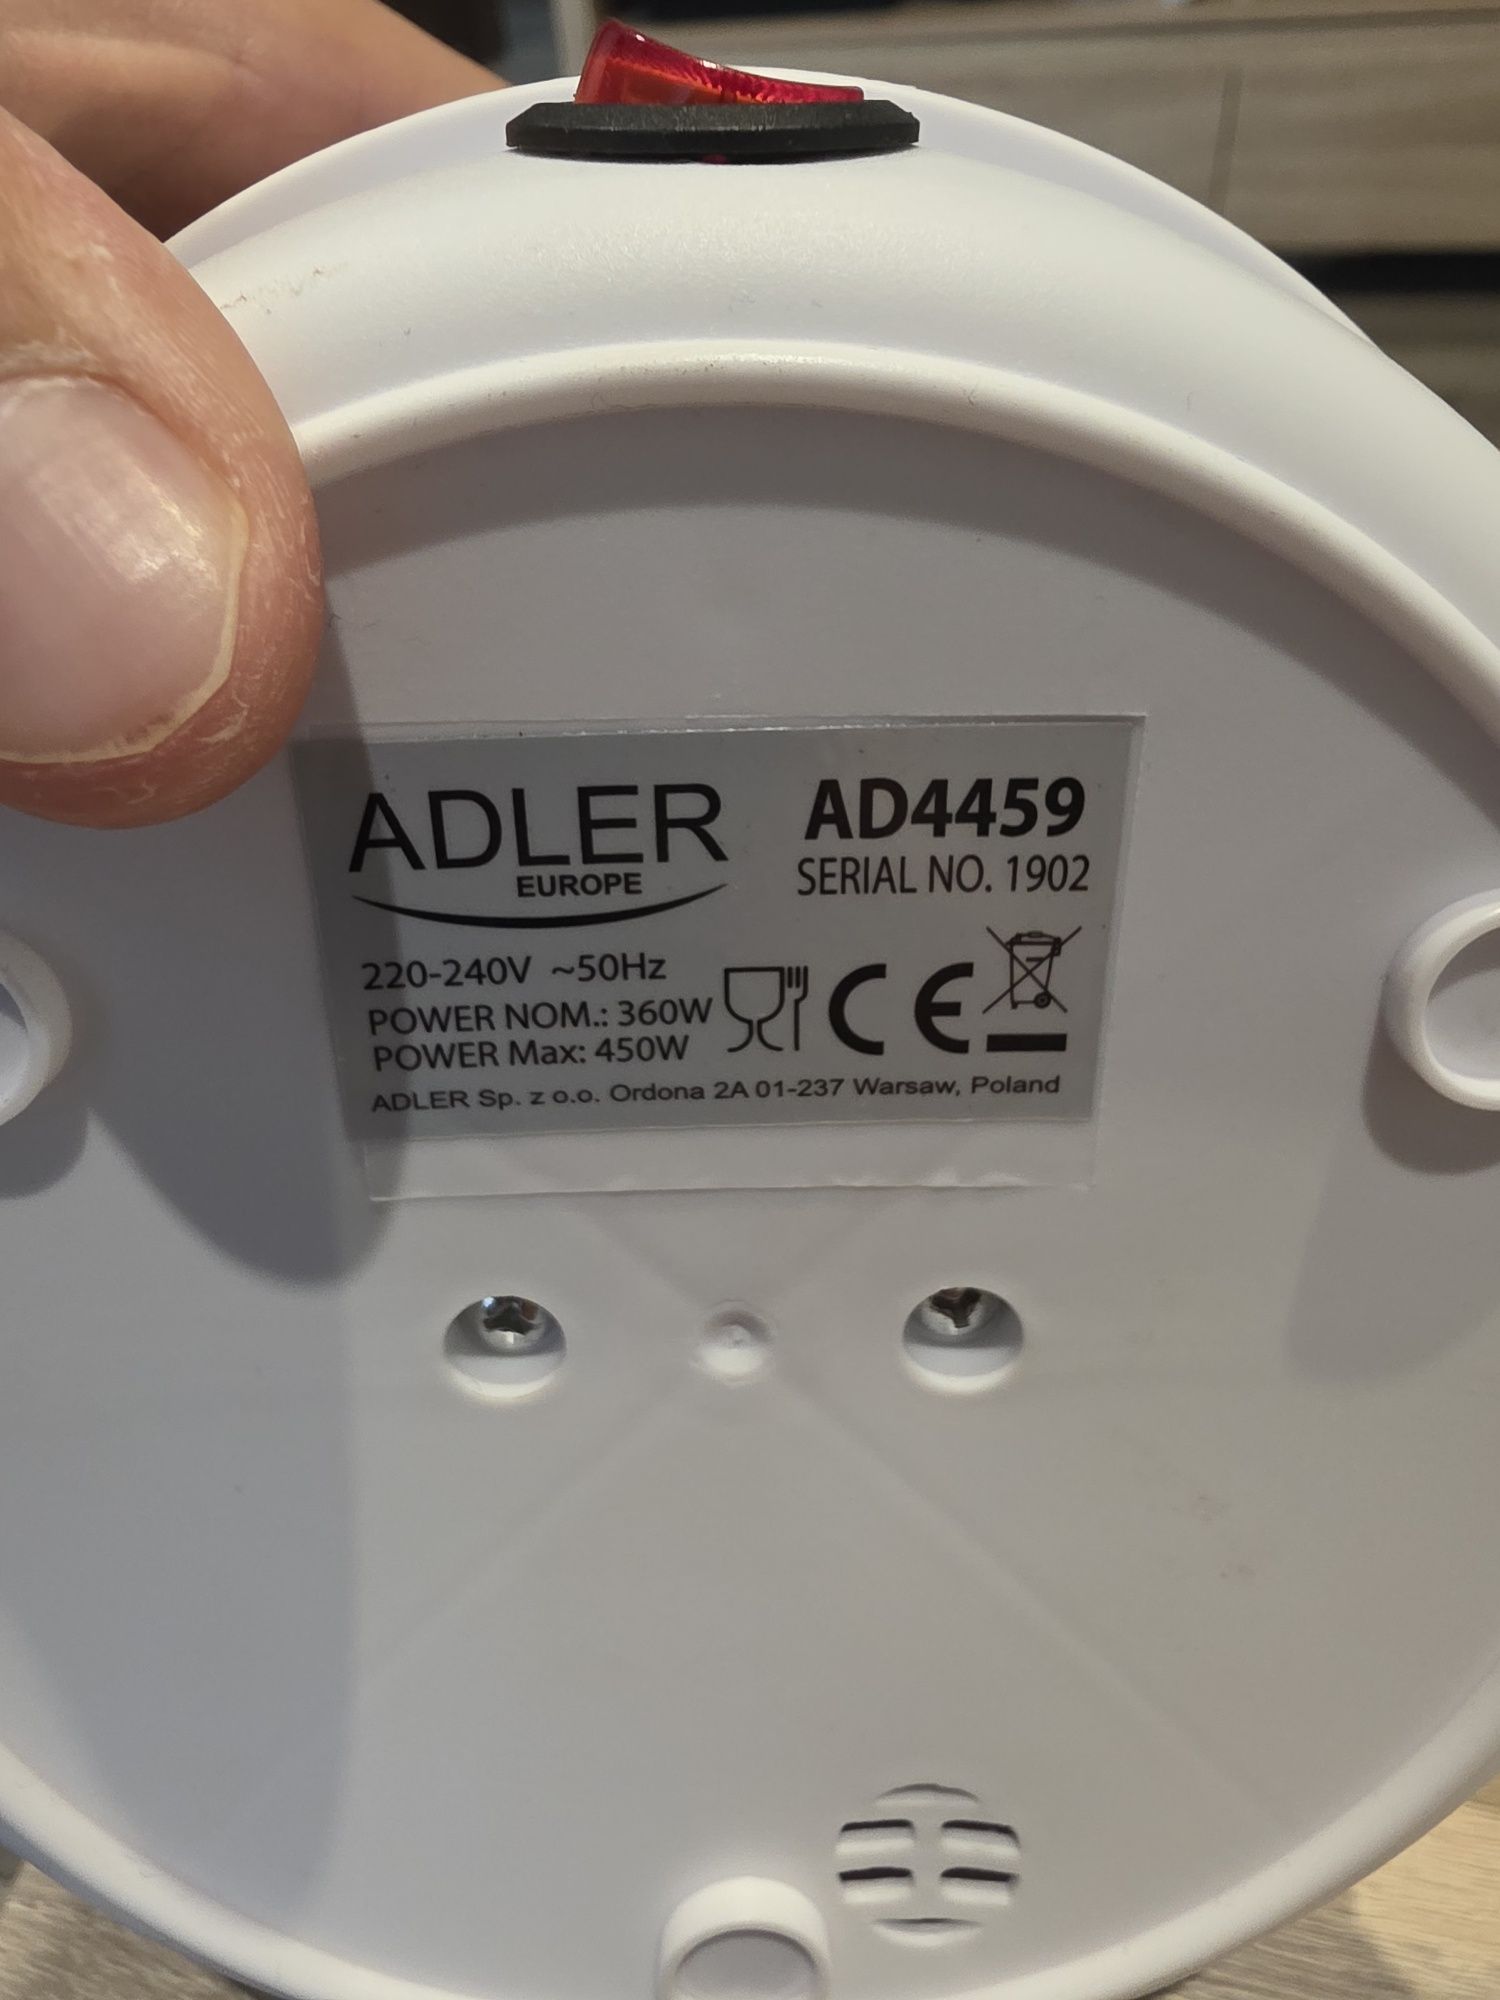 ADLER
EUROPE
AD4459
SERIAL NO. 1902
220-240V ~50Hz
POWER NOM.: 360W
POWER Max: 450W
CE
ADLER Sp. z o.o. Ordona 2A 01-237 Warsaw, Poland